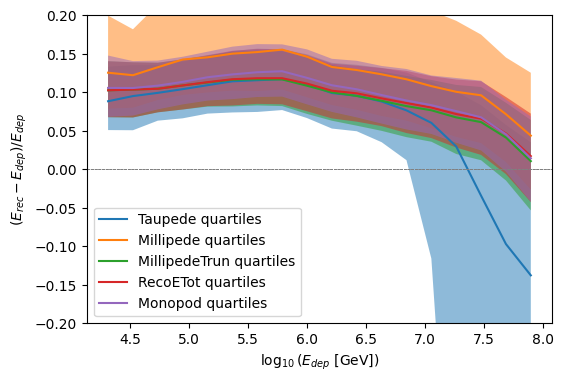 0.20
0.15
0.10
0.05
0.00
−0.05
−0.10
−0.15
−0.20
(E_rec − E_dep)/E_dep
Taupede quartiles
Millipede quartiles
MillipedeTrun quartiles
RecoETot quartiles
Monopod quartiles
4.5 5.0 5.5 6.0 6.5 7.0 7.5 8.0
log₁₀ (E_dep [GeV])